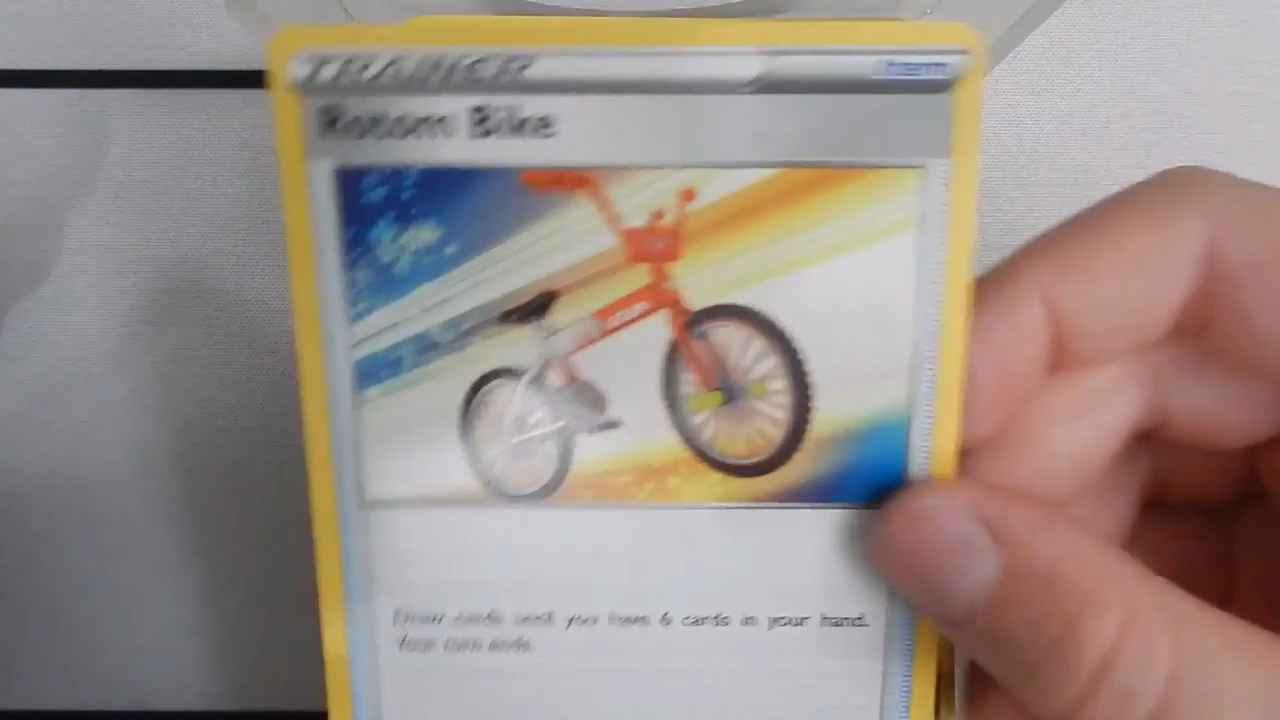 TRAINER Item
Rotom Bike
Draw cards until you have 6 cards in your hand.
Your turn ends.